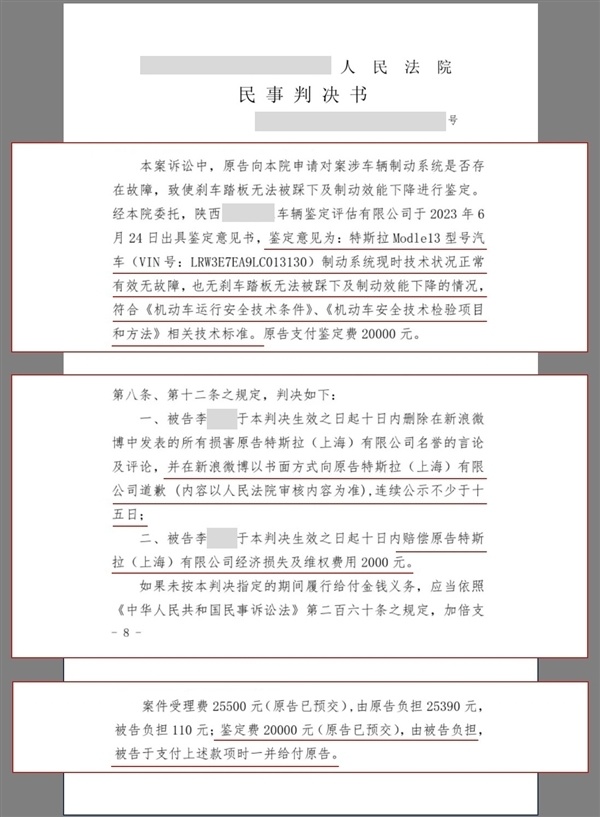 人民法院
民事判决书
号
本案诉讼中，原告向本院申请对案涉车辆制动系统是否存
在故障，致使刹车踏板无法被踩下及制动效能下降进行鉴定。
经本院委托，陕西 车辆鉴定评估有限公司于 2023 年 6
月 24 日出具鉴定意见书，鉴定意见为：特斯拉 Modle13 型号汽
车（VIN 号：LRW3E7EA9LC013130）制动系统现时技术状况正常
有效无故障，也无刹车踏板无法被踩下及制动效能下降的情况，
符合《机动车运行安全技术条件》、《机动车安全技术检验项目
和方法》相关技术标准。原告支付鉴定费 20000 元。
第八条、第十二条之规定，判决如下：
一、被告李 于本判决生效之日起十日内删除在新浪微
博中发表的所有损害原告特斯拉（上海）有限公司名誉的言论
及评论，并在新浪微博以书面方式向原告特斯拉（上海）有限
公司道歉（内容以人民法院审核内容为准），连续公示不少于十
五日；
二、被告李 于本判决生效之日起十日内赔偿原告特斯
拉（上海）有限公司经济损失及维权费用 2000 元。
如果未按本判决指定的期间履行给付金钱义务，应当依照
《中华人民共和国民事诉讼法》第二百六十条之规定，加倍支
- 8 -
案件受理费 25500 元（原告已预交），由原告负担 25390 元，
被告负担 110 元；鉴定费 20000 元（原告已预交），由被告负担，
被告于支付上述款项时一并给付原告。